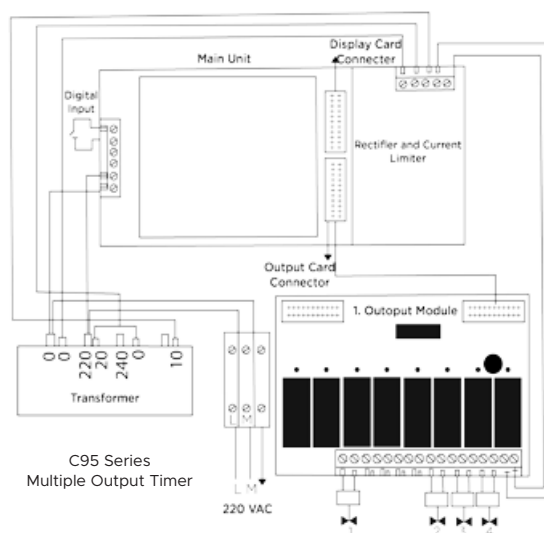 Display Card
Connector
Main Unit
Digital
Input
Rectifier and Current
Limiter
Output Card
Connector
1. Outoput Module
0
0
220
20
240
0
10
Transformer
L M
C95 Series
Multiple Output Timer
L M
220 VAC
1
2
3
4